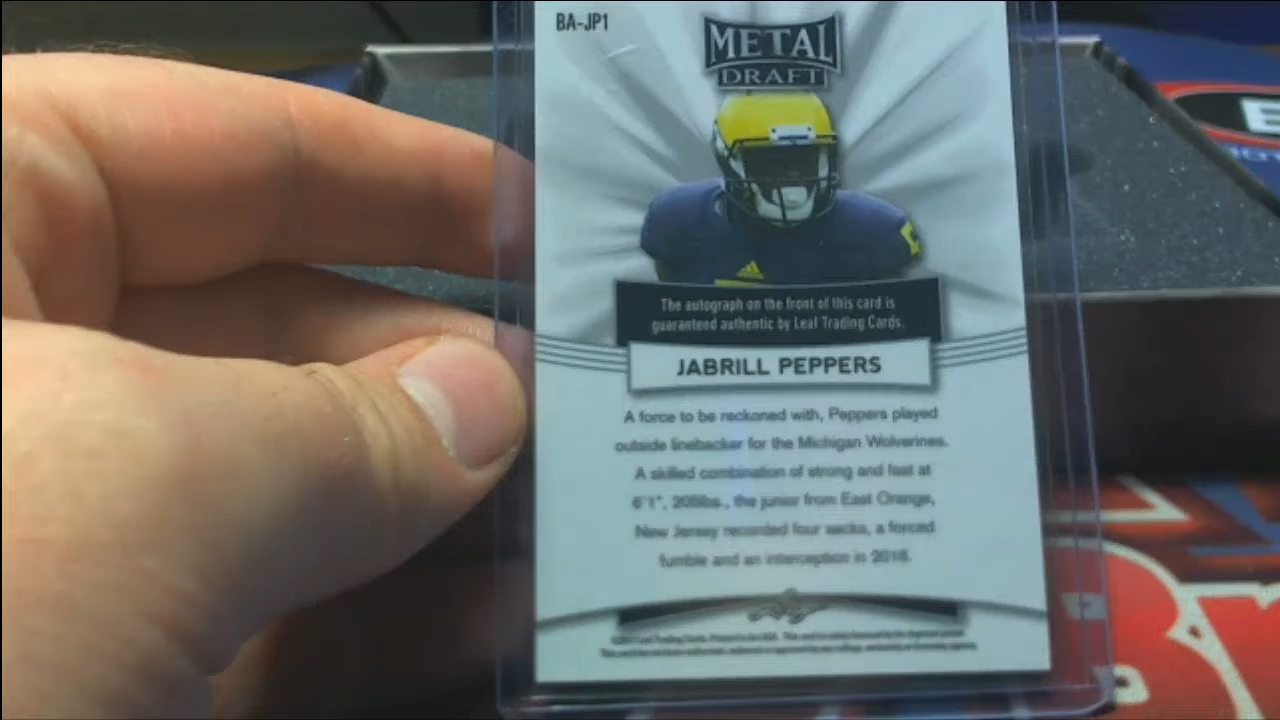 BA-JP1
METAL
DRAFT
The autograph on the front of this card is
guaranteed authentic by Leaf Trading Cards.
JABRILL PEPPERS
A force to be reckoned with, Peppers played
outside linebacker for the Michigan Wolverines.
A skilled combination of strong and fast at
6'1", 205lbs., the junior from East Orange,
New Jersey recorded four sacks, a forced
fumble and an interception in 2016.